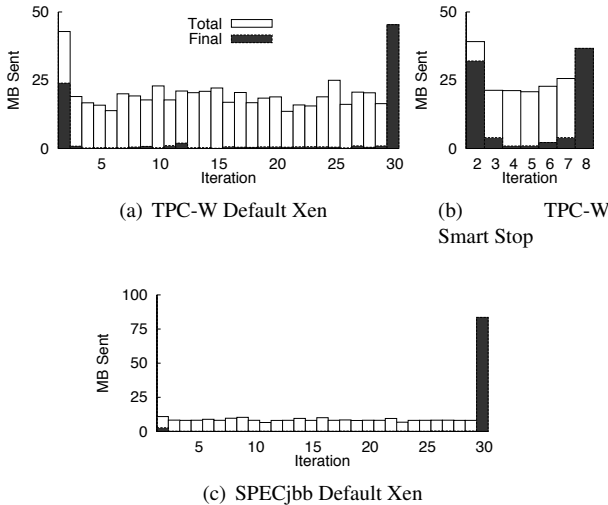 50
25
0
MB Sent
Total
Final
5 10 15 20 25 30
Iteration
(a) TPC-W Default Xen
50
25
0
MB Sent
2 3 4 5 6 7 8
Iteration
(b) TPC-W
Smart Stop
100
75
50
25
0
MB Sent
5 10 15 20 25 30
Iteration
(c) SPECjbb Default Xen